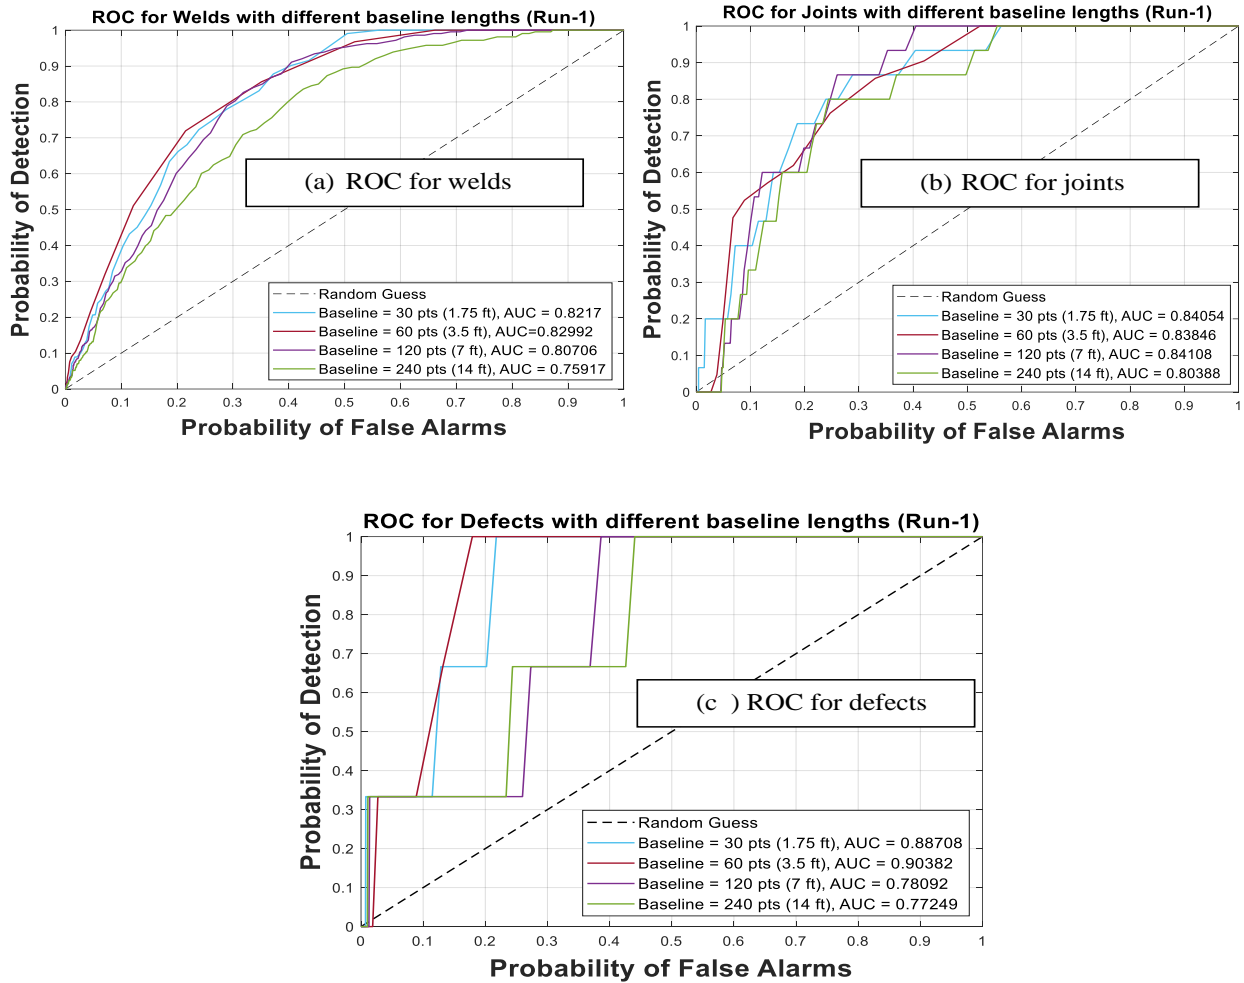 ROC for Welds with different baseline lengths (Run-1)
1
0.9
0.8
0.7
0.6
0.5
0.4
0.3
0.2
0.1
0
Probability of Detection
(a) ROC for welds
Random Guess
Baseline = 30 pts (1.75 ft), AUC = 0.8217
Baseline = 60 pts (3.5 ft), AUC=0.82992
Baseline = 120 pts (7 ft), AUC = 0.80706
Baseline = 240 pts (14 ft), AUC = 0.75917
0 0.1 0.2 0.3 0.4 0.5 0.6 0.7 0.8 0.9 1
Probability of False Alarms
ROC for Joints with different baseline lengths (Run-1)
1
0.9
0.8
0.7
0.6
0.5
0.4
0.3
0.2
0.1
0
Probability of Detection
(b) ROC for joints
Random Guess
Baseline = 30 pts (1.75 ft), AUC = 0.84054
Baseline = 60 pts (3.5 ft), AUC = 0.83846
Baseline = 120 pts (7 ft), AUC = 0.84108
Baseline = 240 pts (14 ft), AUC = 0.80388
0 0.1 0.2 0.3 0.4 0.5 0.6 0.7 0.8 0.9 1
Probability of False Alarms
ROC for Defects with different baseline lengths (Run-1)
1
0.9
0.8
0.7
0.6
0.5
0.4
0.3
0.2
0.1
0
Probability of Detection
(c ) ROC for defects
Random Guess
Baseline = 30 pts (1.75 ft), AUC = 0.88708
Baseline = 60 pts (3.5 ft), AUC = 0.90382
Baseline = 120 pts (7 ft), AUC = 0.78092
Baseline = 240 pts (14 ft), AUC = 0.77249
0 0.1 0.2 0.3 0.4 0.5 0.6 0.7 0.8 0.9 1
Probability of False Alarms